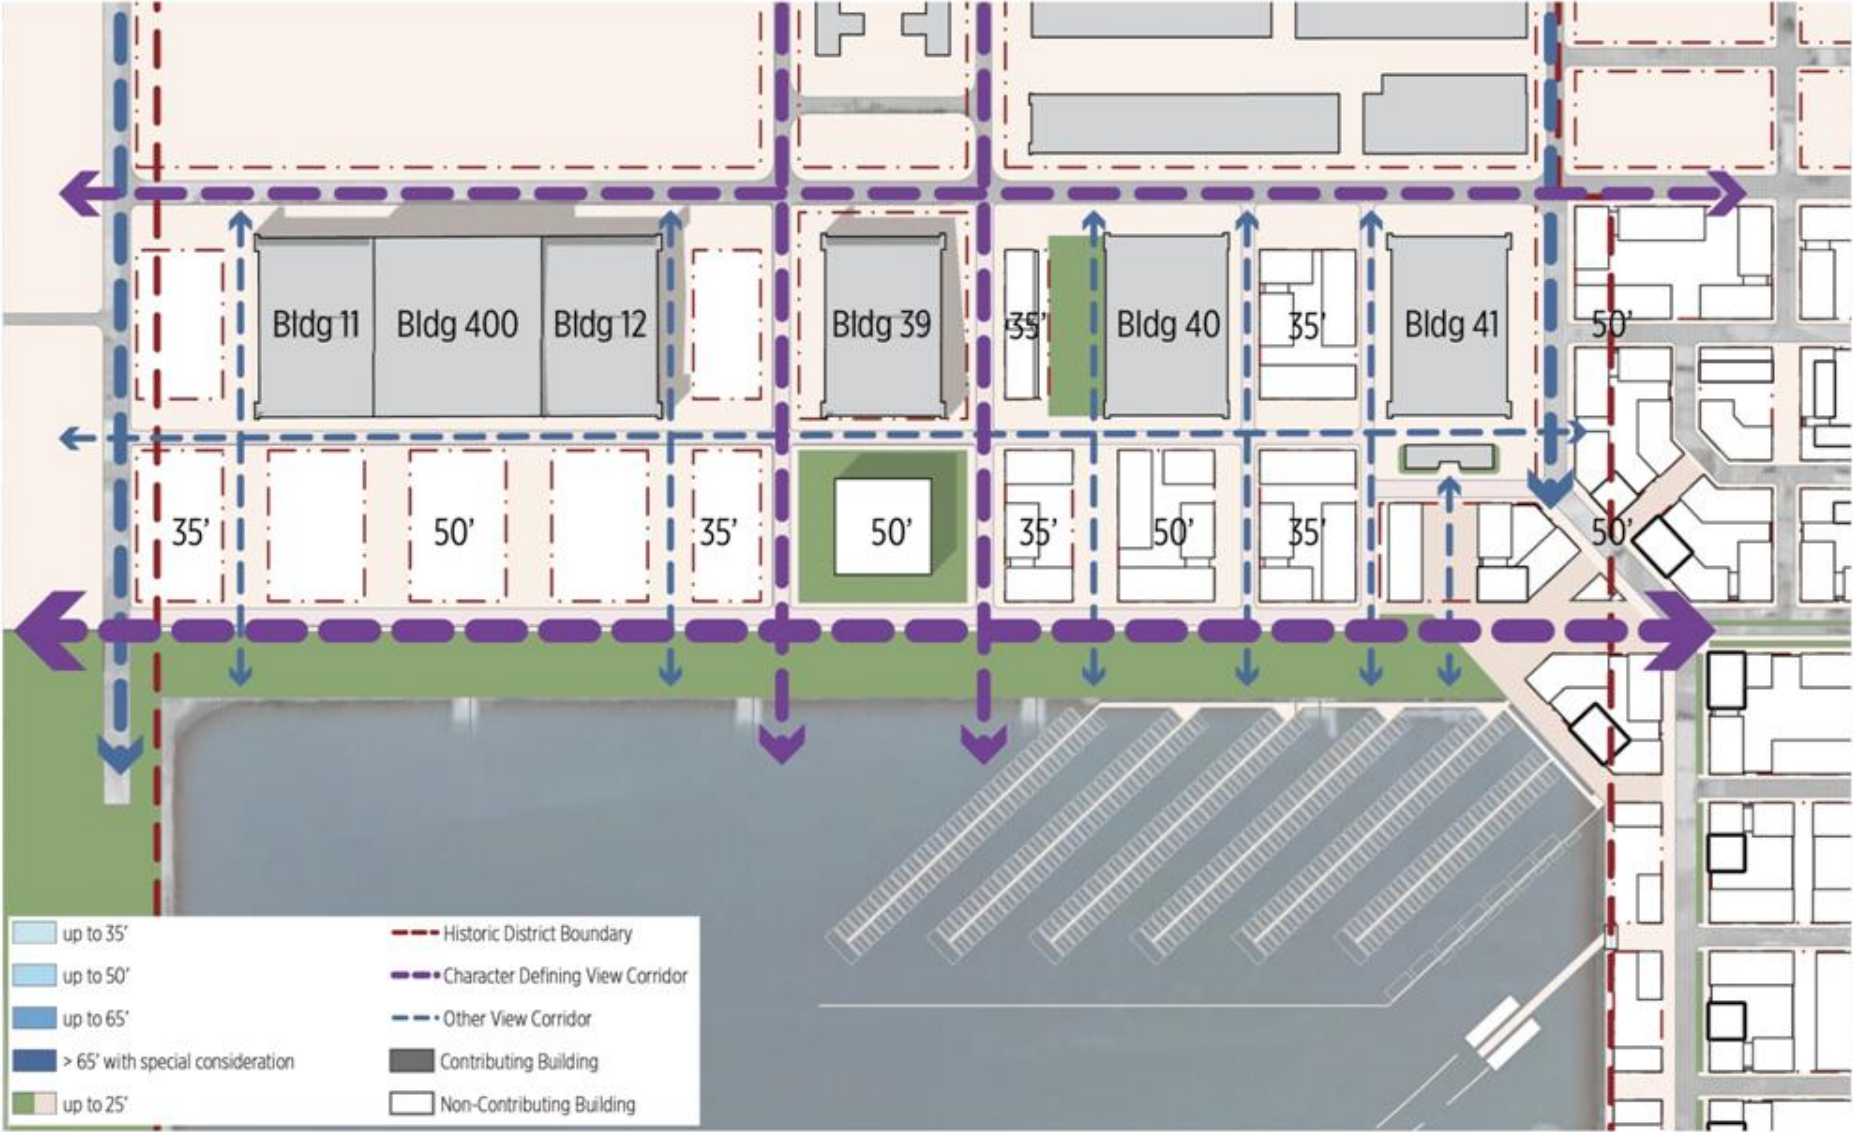 Bldg 11
Bldg 400
Bldg 12
Bldg 39
35'
Bldg 40
35'
Bldg 41
50'
35'
50'
35'
50'
35'
50'
35'
50'
up to 35'
up to 50'
up to 65'
> 65' with special consideration
up to 25'
Historic District Boundary
Character Defining View Corridor
Other View Corridor
Contributing Building
Non-Contributing Building